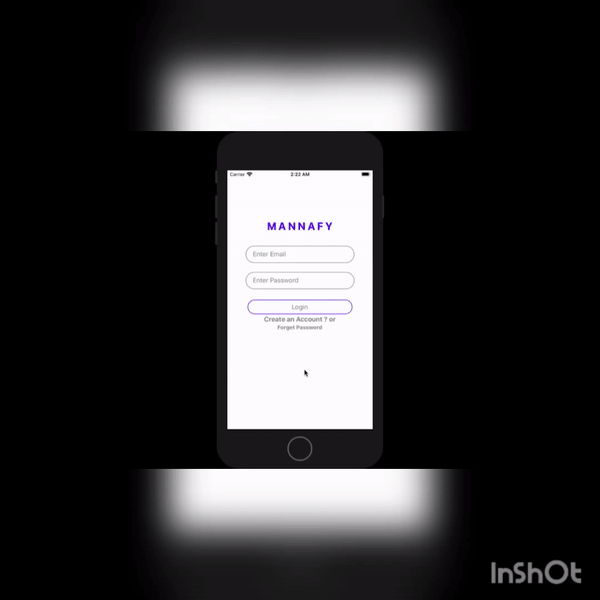 Carrier 2:22 AM
MANNAFY
Enter Email
Enter Password
Login
Create an Account ? or
Forget Password
InShOt